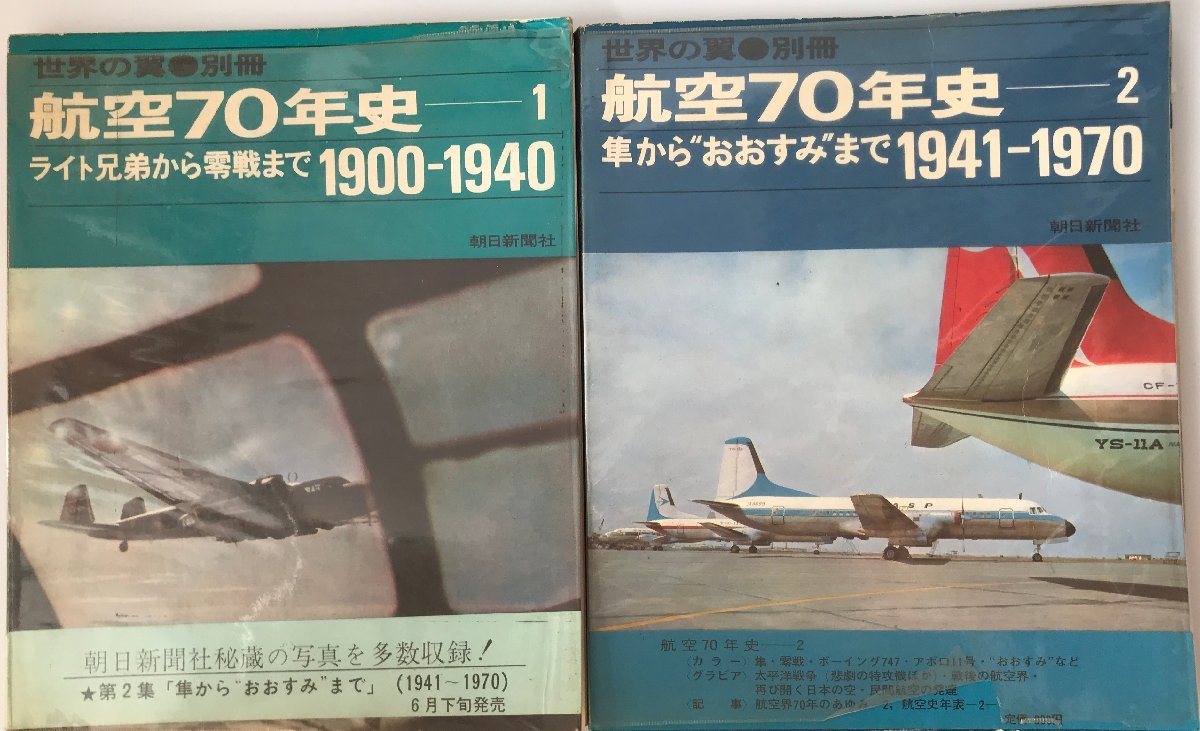 世界の翼●別冊
航空70年史——1
ライト兄弟から零戦まで 1900-1940
朝日新聞社
朝日新聞社秘蔵の写真を多数収録!
★第2集「隼から“おおすみ”まで」(1941~1970)
6月下旬発売
世界の翼●別冊
航空70年史——2
隼から“おおすみ”まで 1941-1970
朝日新聞社
CF-
YS-11A
航空70年史——2
〈カラー〉隼・零戦・ボーイング747・アポロ11号・“おおすみ”など
〈グラビア〉太平洋戦争(悲劇の特攻機ほか)・戦後の航空界・
再び開く日本の空・民間航空の発達
〈記 事〉航空界70年のあゆみ—2, 航空史年表—2—
定価 円